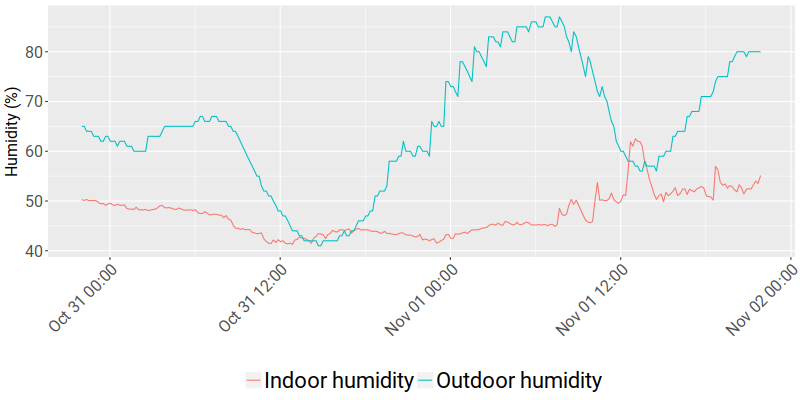 Humidity (%)
80
70
60
50
40
Oct 31 00:00
Oct 31 12:00
Nov 01 00:00
Nov 01 12:00
Nov 02 00:00
Indoor humidity Outdoor humidity